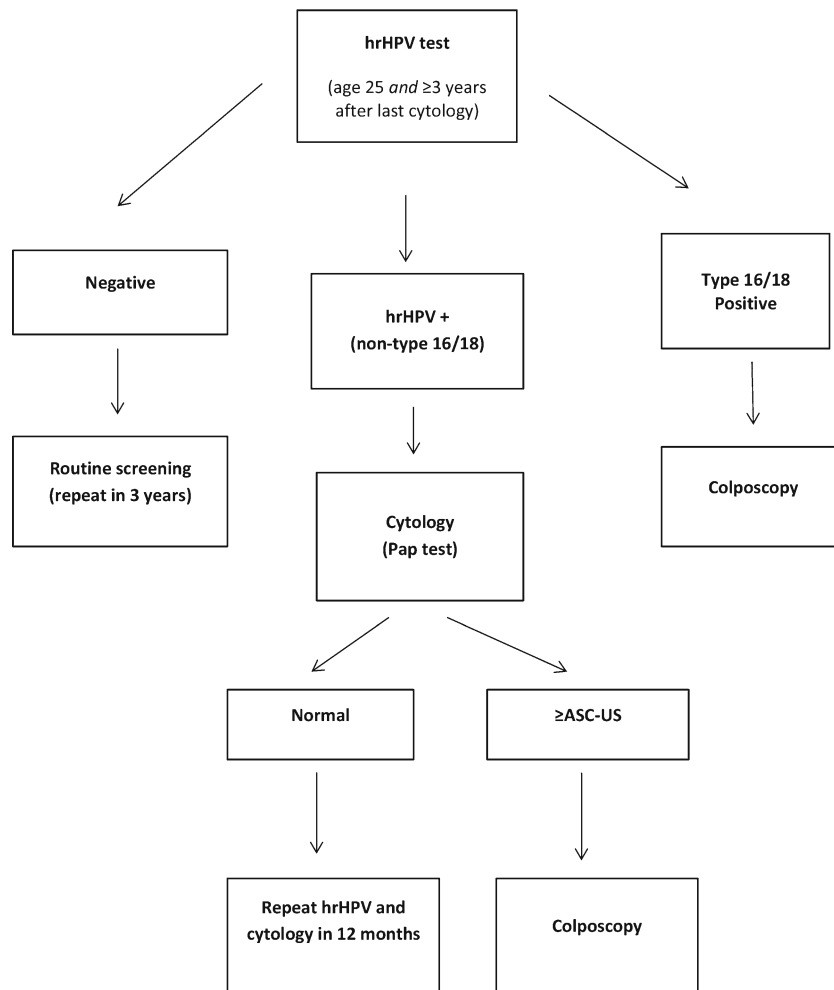 hrHPV test
(age 25 and ≥3 years
after last cytology)
Negative
hrHPV +
(non-type 16/18)
Type 16/18
Positive
Routine screening
(repeat in 3 years)
Cytology
(Pap test)
Colposcopy
Normal
≥ASC-US
Repeat hrHPV and
cytology in 12 months
Colposcopy